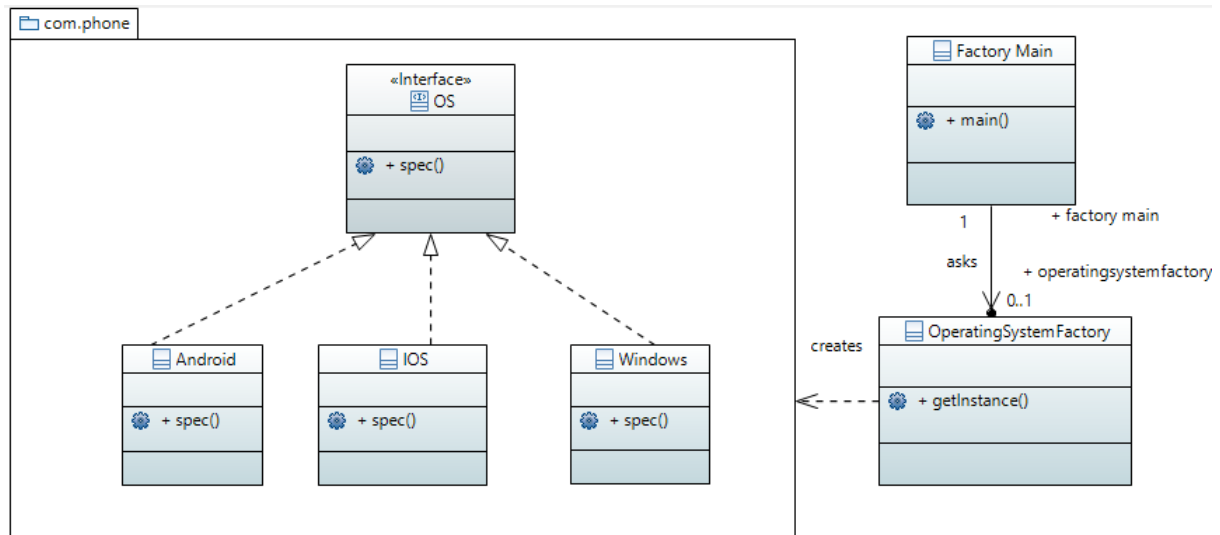 com.phone
«Interface»
OS
+ spec()
Android
+ spec()
IOS
+ spec()
Windows
+ spec()
Factory Main
+ main()
1
+ factory main
asks
+ operatingsystemfactory
0..1
OperatingSystemFactory
creates
+ getInstance()